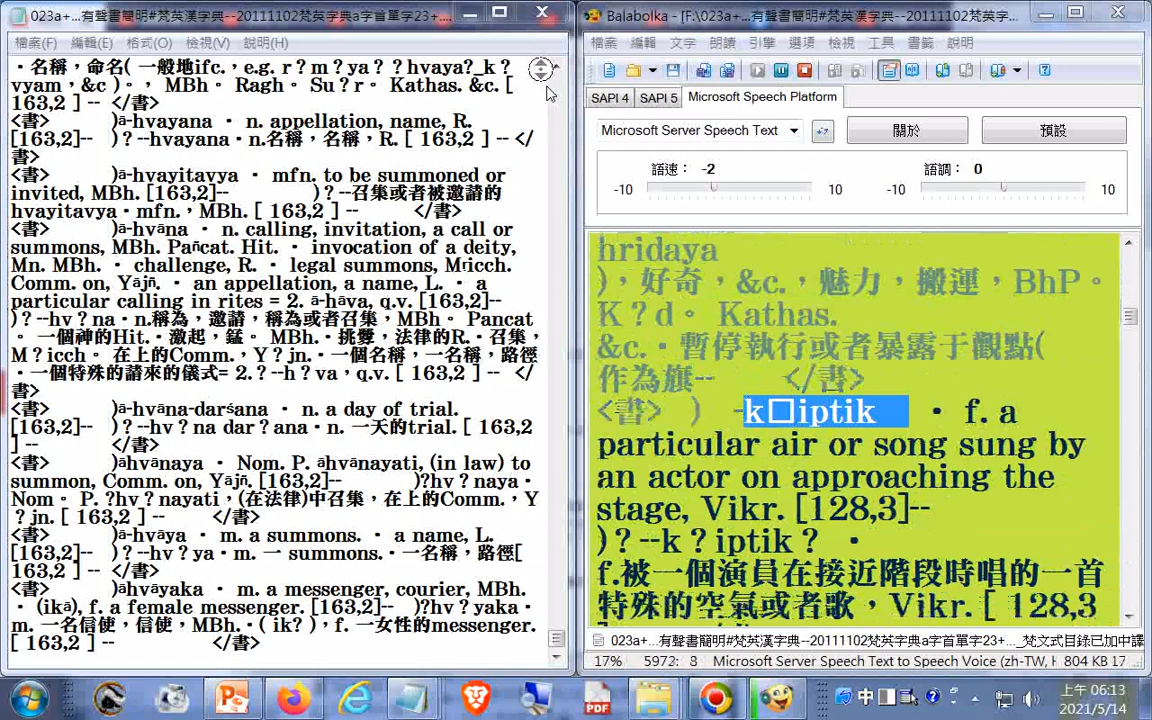 023a+...有聲書簡明#梵英漢字典--20111102梵英字典a字首單字23+...
檔案(F) 編輯(E) 格式(O) 檢視(V) 說明(H)
·名稱，命名( 一般地ifc.，e.g. r？m？ya？？hvaya?_k？
vyam，&c )。， MBh。Ragh。Su？r。Kathas. &c. [
163,2 ] -- </書>
<書> )ā-hvayana · n. appellation, name, R.
[163,2]-- )？--hvayana·n.名稱，名稱，R. [ 163,2 ] -- </
書>
<書> )ā-hvayitavya · mfn. to be summoned or
invited, MBh. [163,2]-- )？--召集或者被邀請的
hvayitavya·mfn.，MBh. [ 163,2 ] -- </書>
<書> )ā-hvāna · n. calling, invitation, a call or
summons, MBh. Pañcat. Hit. · invocation of a deity,
Mn. MBh. · challenge, R. · legal summons, Mṛicch.
Comm. on, Yājñ. · an appellation, a name, L. · a
particular calling in rites = 2. ā-hāva, q.v. [163,2]--
)？--hv？na·n.稱為，邀請，稱為或者召集，MBh。Pancat
。一個神的Hit.·激起，錳。 MBh.·挑釁，法律的R.·召集，
M？icch。 在上的Comm.，Y？jn.·一個名稱，一名稱，路徑
·一個特殊的請來的儀式= 2.？--h？va，q.v. [ 163,2 ] -- </
書>
<書> )ā-hvāna-darśana · n. a day of trial.
[163,2]-- )？--hv？na dar？ana·n. 一天的trial. [ 163,2
] -- </書>
<書> )āhvānaya · Nom. P. āhvānayati, (in law) to
summon, Comm. on, Yājñ. [163,2]-- )?hv？naya·
Nom。 P. ?hv？nayati，(在法律)中召集，在上的Comm.，Y
？jn. [ 163,2 ] -- </書>
<書> )ā-hvāya · m. a summons. · a name, L.
[163,2]-- )？--hv？ya·m. 一 summons.·一名稱，路徑[
163,2 ] -- </書>
<書> )āhvāyaka · m. a messenger, courier, MBh.
· (ikā), f. a female messenger. [163,2]-- )?hv？yaka·
m. 一名信使，信使，MBh.·( ik？)，f. 一女性的messenger.
[ 163,2 ] -- </書>
Balabolka - [F:\023a+...有聲書簡明#梵英漢字典--20111102梵英字...
檔案 編輯 文字 朗讀 引擎 選項 檢視 工具 書籤 說明
SAPI 4 SAPI 5 Microsoft Speech Platform
Microsoft Server Speech Text 關於 預設
語速： -2 語調： 0
-10 10 -10 10
hridaya
)，好奇，&c.，魅力，搬運，BhP。
K？d。 Kathas.
&c.·暫停執行或者暴露于觀點(
作為旗-- </書>
<書> ) -k□iptik · f. a
particular air or song sung by
an actor on approaching the
stage, Vikr. [128,3]--
)？--k？iptik？ ·
f.被一個演員在接近階段時唱的一首
特殊的空氣或者歌，Vikr. [ 128,3
023a+...有聲書簡明#梵英漢字典--20111102梵英字典a字首單字23+..._梵文式目錄已加中譯
17% 5972: 8 Microsoft Server Speech Text to Speech Voice (zh-TW, H 804 KB 17
中
PDF
上午 06:13
2021/5/14